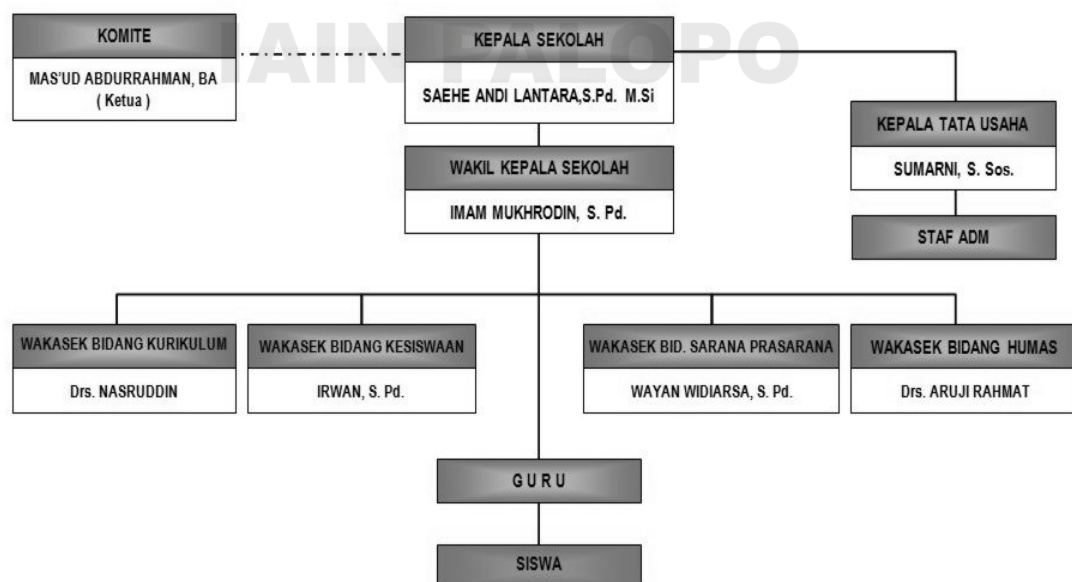 IAIN PALOPO
KOMITE
MAS'UD ABDURRAHMAN, BA
( Ketua )
KEPALA SEKOLAH
SAEHE ANDI LANTARA,S.Pd. M.Si
KEPALA TATA USAHA
SUMARNI, S. Sos.
STAF ADM
WAKIL KEPALA SEKOLAH
IMAM MUKHRODIN, S. Pd.
WAKASEK BIDANG KURIKULUM
Drs. NASRUDDIN
WAKASEK BIDANG KESISWAAN
IRWAN, S. Pd.
WAKASEK BID. SARANA PRASARANA
WAYAN WIDIARSA, S. Pd.
WAKASEK BIDANG HUMAS
Drs. ARUJI RAHMAT
G U R U
SISWA